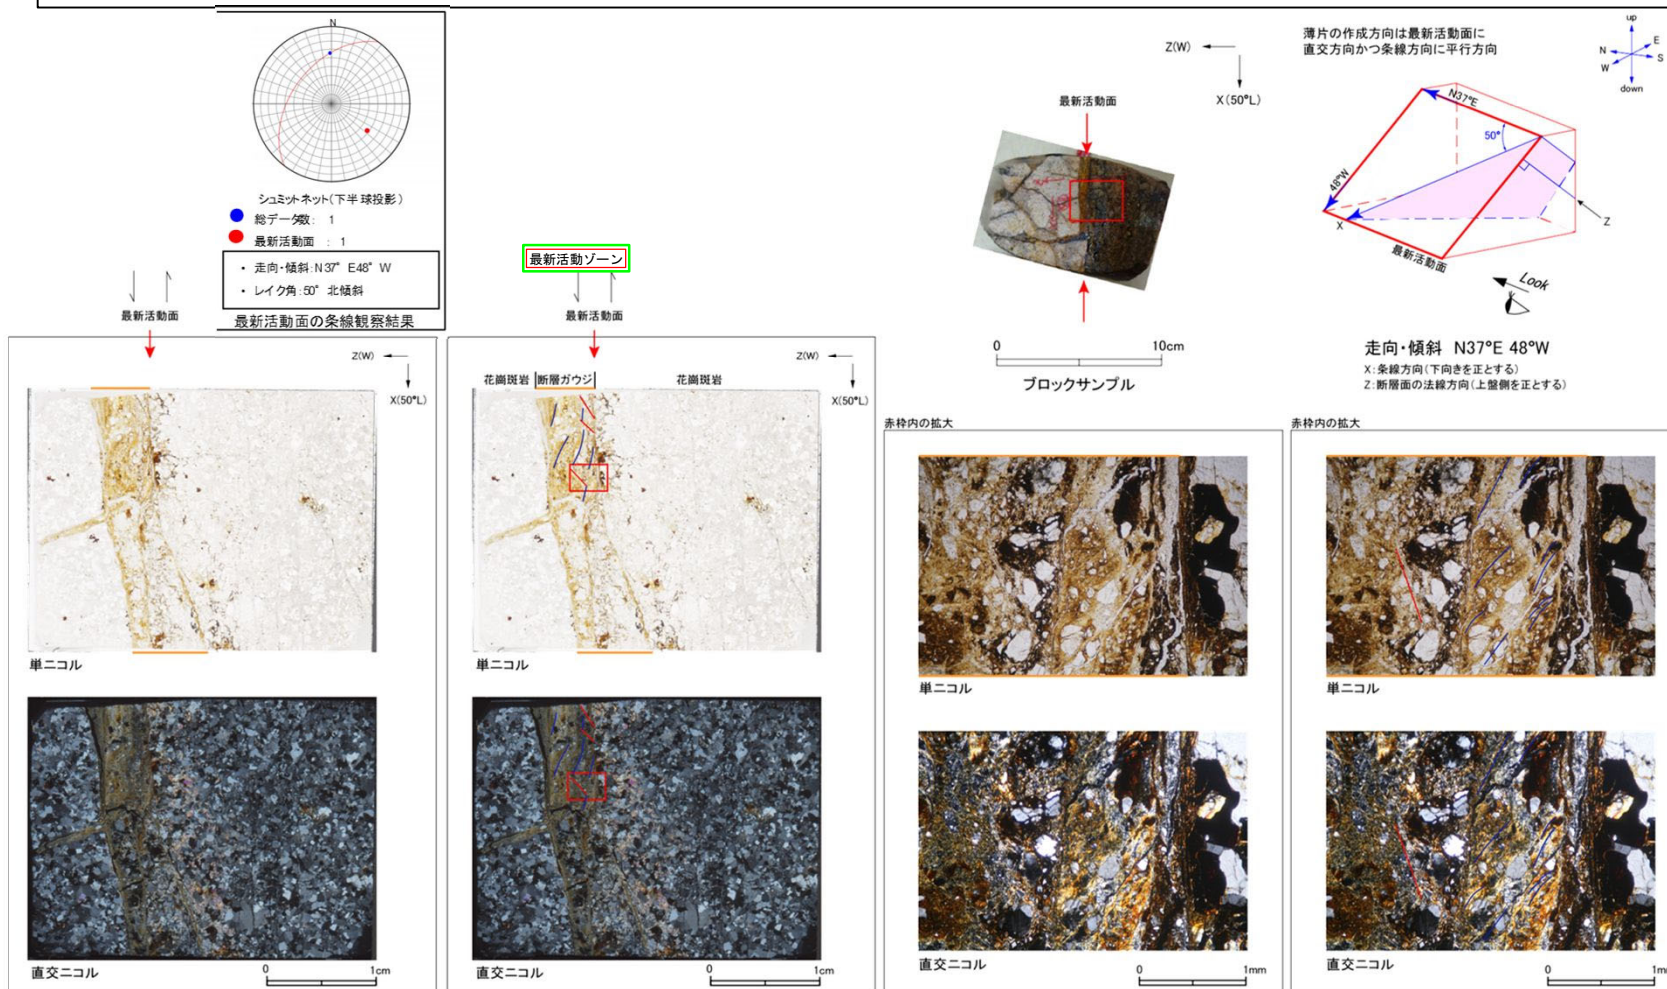 N
シュミットネット(下半球投影)
総データ数： 1
最新活動面 ： 1
• 走向・傾斜：N37° E48° W
• レイク角：50° 北傾斜
最新活動面の条線観察結果
最新活動面
Z(W)
X(50°L)
単ニコル
直交ニコル
0 1cm
最新活動ゾーン
最新活動面
Z(W)
X(50°L)
花崗斑岩 断層ガウジ 花崗斑岩
単ニコル
直交ニコル
0 1cm
Z(W)
X(50°L)
最新活動面
0 10cm
ブロックサンプル
薄片の作成方向は最新活動面に
直交方向かつ条線方向に平行方向
up
N E
W S
down
N37°E
50°
48°W
X
Z
最新活動面
Look
走向・傾斜 N37°E 48°W
X：条線方向(下向きを正とする)
Z：断層面の法線方向(上盤側を正とする)
赤枠内の拡大
単ニコル
直交ニコル
0 1mm
赤枠内の拡大
単ニコル
直交ニコル
0 1mm